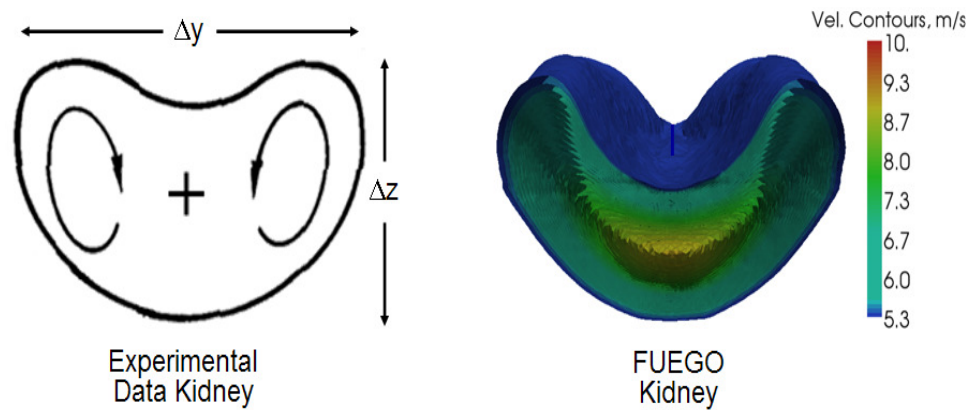 Δy
Δz
Experimental
Data Kidney
FUEGO
Kidney
Vel. Contours, m/s
10.
9.3
8.7
8.0
7.3
6.7
6.0
5.3